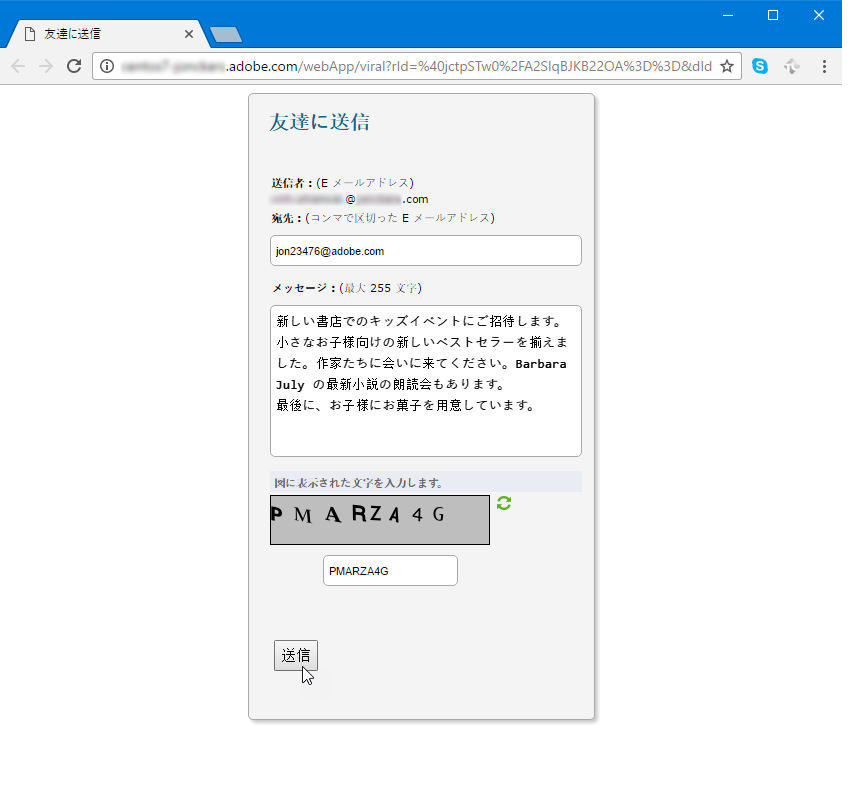 友達に送信
.adobe.com/webApp/viral?rId=%40jctpSTw0%2FA2SIqBJKB22OA%3D%3D&dId
友達に送信
送信者：(E メールアドレス)
@ .com
宛先：(コンマで区切った E メールアドレス)
jon23476@adobe.com
メッセージ：(最大 255 文字)
新しい書店でのキッズイベントにご招待します。
小さなお子様向けの新しいベストセラーを揃えま
した。作家たちに会いに来てください。Barbara
July の最新小説の朗読会もあります。
最後に、お子様にお菓子を用意しています。
図に表示された文字を入力します。
P M A R Z A 4 G
PMARZA4G
送信